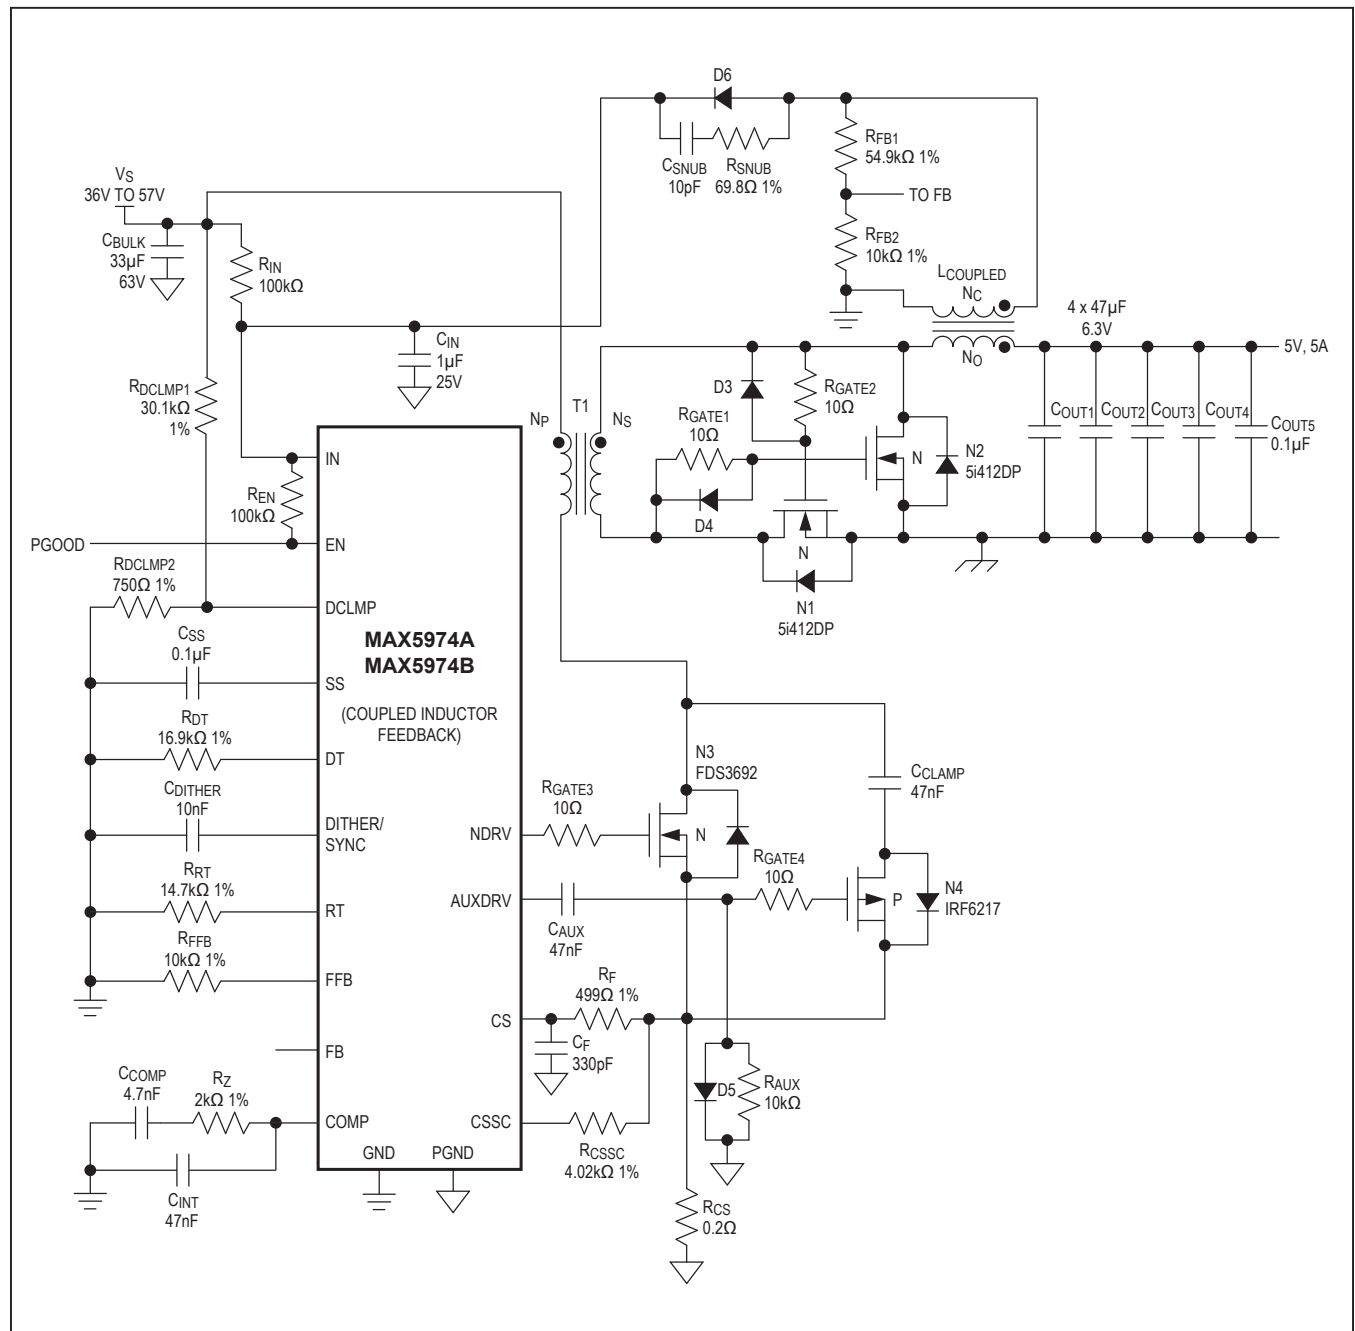 D6
CSNUB
10pF
RSNUB
69.8Ω 1%
RFB1
54.9kΩ 1%
TO FB
RFB2
10kΩ 1%
VS
36V TO 57V
CBULK
33µF
63V
RIN
100kΩ
LCOUPLED
NC
NO
4 x 47µF
6.3V
5V, 5A
CIN
1µF
25V
RDCLMP1
30.1kΩ
1%
T1
NP
NS
D3
RGATE2
10Ω
RGATE1
10Ω
D4
N
N2
5i412DP
N
N1
5i412DP
COUT1
COUT2
COUT3
COUT4
COUT5
0.1µF
REN
100kΩ
PGOOD
RDCLMP2
750Ω 1%
CSS
0.1µF
RDT
16.9kΩ 1%
CDITHER
10nF
RRT
14.7kΩ 1%
RFFB
10kΩ 1%
CCOMP
4.7nF
RZ
2kΩ 1%
CINT
47nF
IN
EN
DCLMP
MAX5974A
MAX5974B
(COUPLED INDUCTOR
FEEDBACK)
SS
DT
DITHER/
SYNC
RT
FFB
FB
COMP
GND
PGND
NDRV
AUXDRV
CS
CSSC
N3
FDS3692
RGATE3
10Ω
N
CCLAMP
47nF
RGATE4
10Ω
P
N4
IRF6217
CAUX
47nF
RF
499Ω 1%
CF
330pF
D5
RAUX
10kΩ
RCSSC
4.02kΩ 1%
RCS
0.2Ω